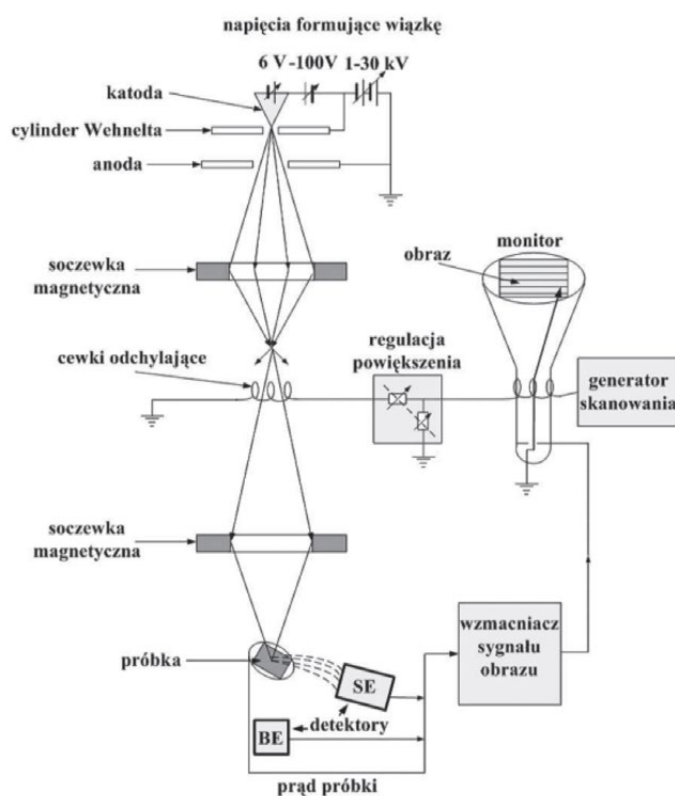 napięcia formujące wiązkę
6 V -100V 1-30 kV
katoda
cylinder Wehnelta
anoda
monitor
obraz
soczewka
magnetyczna
regulacja
powiększenia
cewki odchylające
generator
skanowania
soczewka
magnetyczna
wzmacniacz
sygnału
obrazu
próbka
SE
detektory
BE
prąd próbki